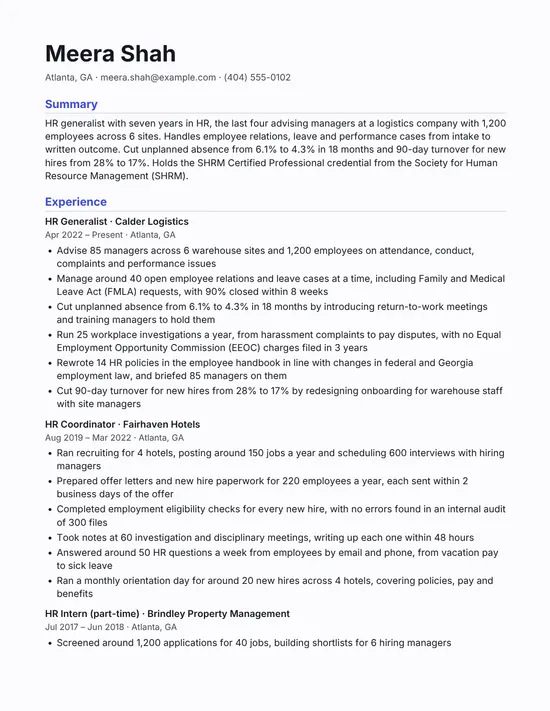 Meera Shah
Atlanta, GA · meera.shah@example.com · (404) 555-0102
Summary
HR generalist with seven years in HR, the last four advising managers at a logistics company with 1,200
employees across 6 sites. Handles employee relations, leave and performance cases from intake to
written outcome. Cut unplanned absence from 6.1% to 4.3% in 18 months and 90-day turnover for new
hires from 28% to 17%. Holds the SHRM Certified Professional credential from the Society for Human
Resource Management (SHRM).
Experience
HR Generalist · Calder Logistics
Apr 2022 – Present · Atlanta, GA
• Advise 85 managers across 6 warehouse sites and 1,200 employees on attendance, conduct,
complaints and performance issues
• Manage around 40 open employee relations and leave cases at a time, including Family and Medical
Leave Act (FMLA) requests, with 90% closed within 8 weeks
• Cut unplanned absence from 6.1% to 4.3% in 18 months by introducing return-to-work meetings
and training managers to hold them
• Run 25 workplace investigations a year, from harassment complaints to pay disputes, with no Equal
Employment Opportunity Commission (EEOC) charges filed in 3 years
• Rewrote 14 HR policies in the employee handbook in line with changes in federal and Georgia
employment law, and briefed 85 managers on them
• Cut 90-day turnover for new hires from 28% to 17% by redesigning onboarding for warehouse staff
with site managers
HR Coordinator · Fairhaven Hotels
Aug 2019 – Mar 2022 · Atlanta, GA
• Ran recruiting for 4 hotels, posting around 150 jobs a year and scheduling 600 interviews with hiring
managers
• Prepared offer letters and new hire paperwork for 220 employees a year, each sent within 2
business days of the offer
• Completed employment eligibility checks for every new hire, with no errors found in an internal audit
of 300 files
• Took notes at 60 investigation and disciplinary meetings, writing up each one within 48 hours
• Answered around 50 HR questions a week from employees by email and phone, from vacation pay
to sick leave
• Ran a monthly orientation day for around 20 new hires across 4 hotels, covering policies, pay and
benefits
HR Intern (part-time) · Brindley Property Management
Jul 2017 – Jun 2018 · Atlanta, GA
• Screened around 1,200 applications for 40 jobs, building shortlists for 6 hiring managers